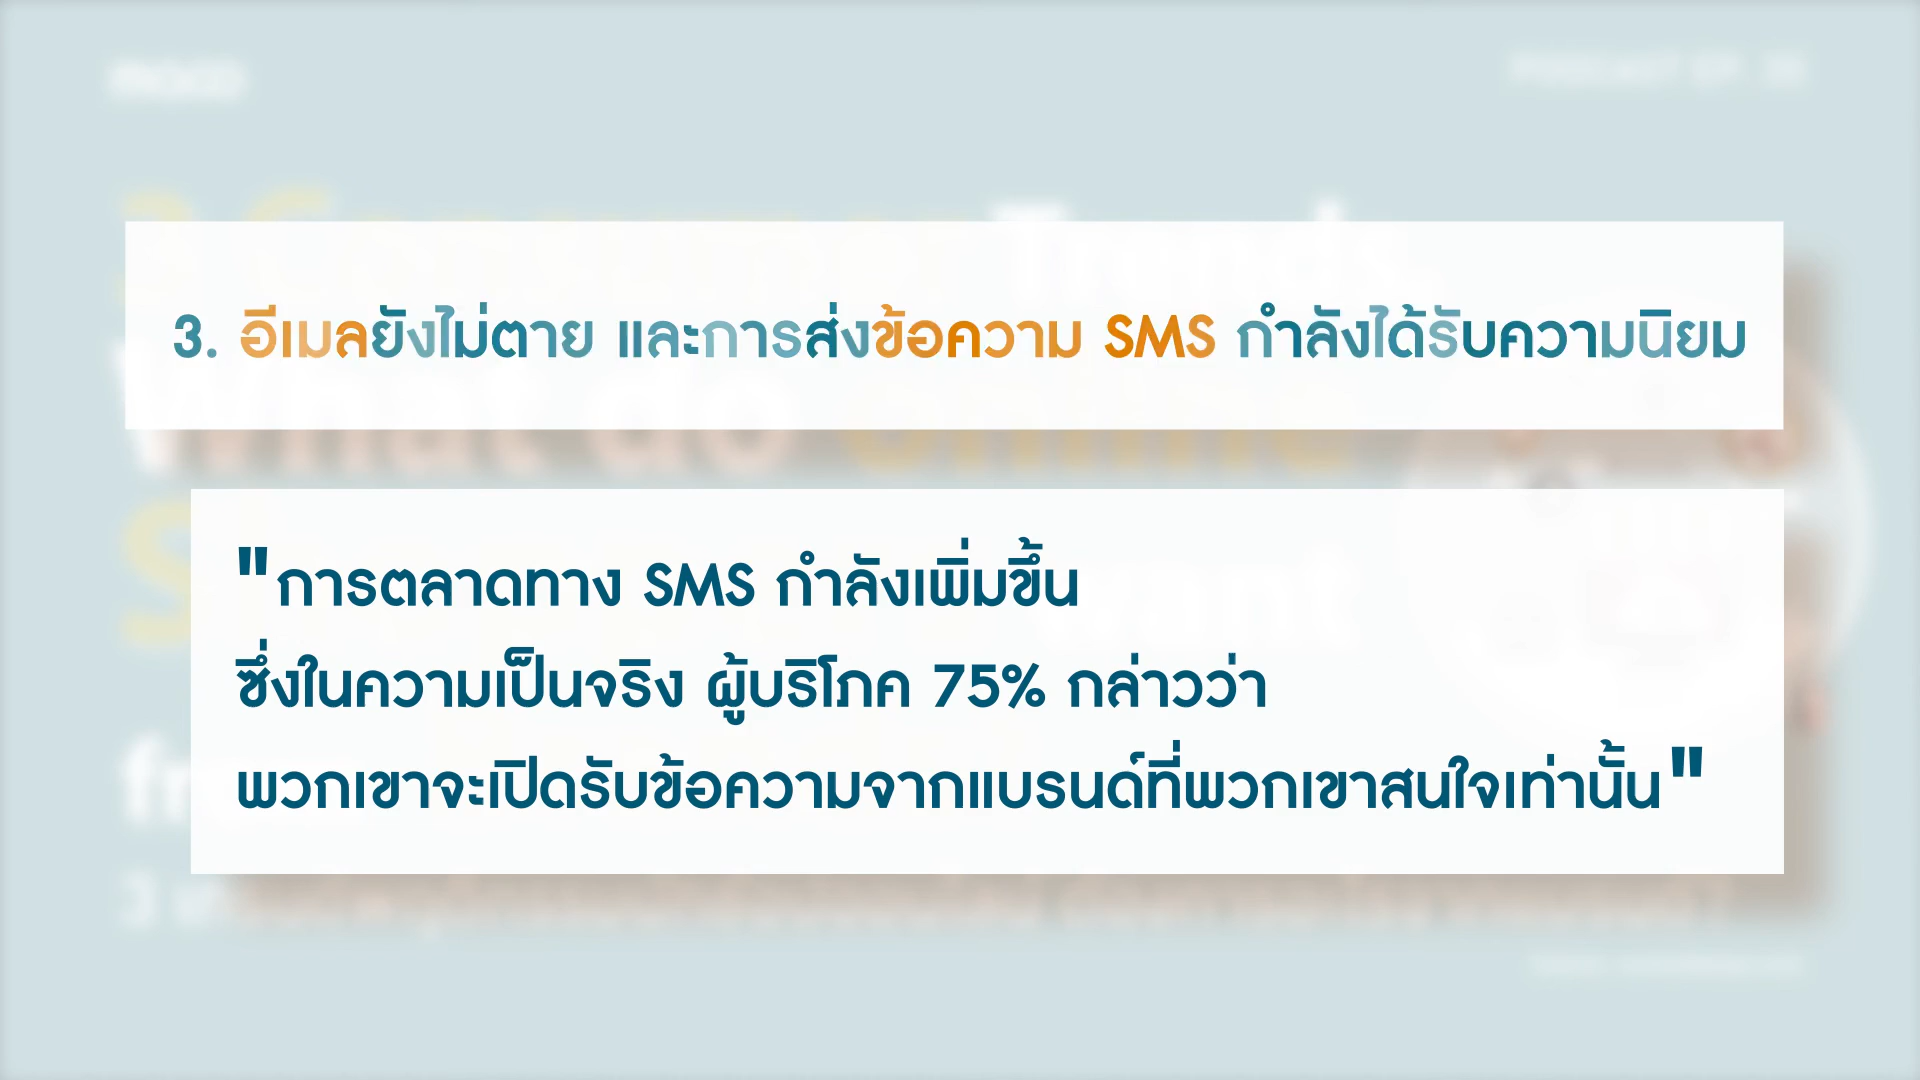 moco
PODCAST EP.
3. อีเมลยังไม่ตาย และการส่งข้อความ SMS กำลังได้รับความนิยม
"การตลาดทาง SMS กำลังเพิ่มขึ้น
ซึ่งในความเป็นจริง ผู้บริโภค 75% กล่าวว่า
พวกเขาจะเปิดรับข้อความจากแบรนด์ที่พวกเขาสนใจเท่านั้น"